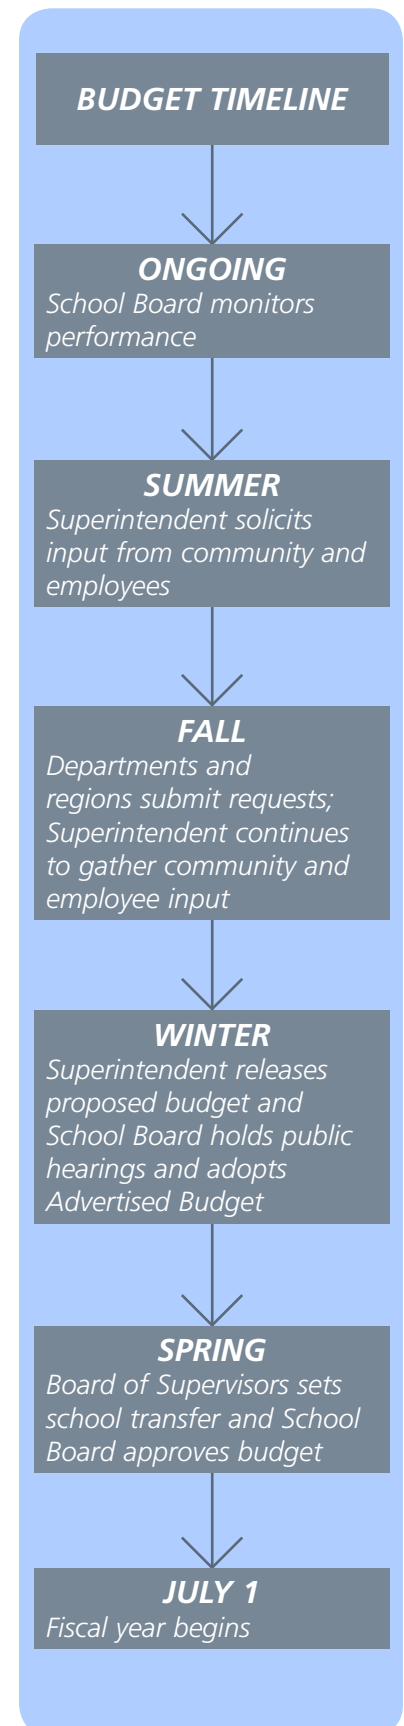 BUDGET TIMELINE
ONGOING
School Board monitors
performance
SUMMER
Superintendent solicits
input from community and
employees
FALL
Departments and
regions submit requests;
Superintendent continues
to gather community and
employee input
WINTER
Superintendent releases
proposed budget and
School Board holds public
hearings and adopts
Advertised Budget
SPRING
Board of Supervisors sets
school transfer and School
Board approves budget
JULY 1
Fiscal year begins